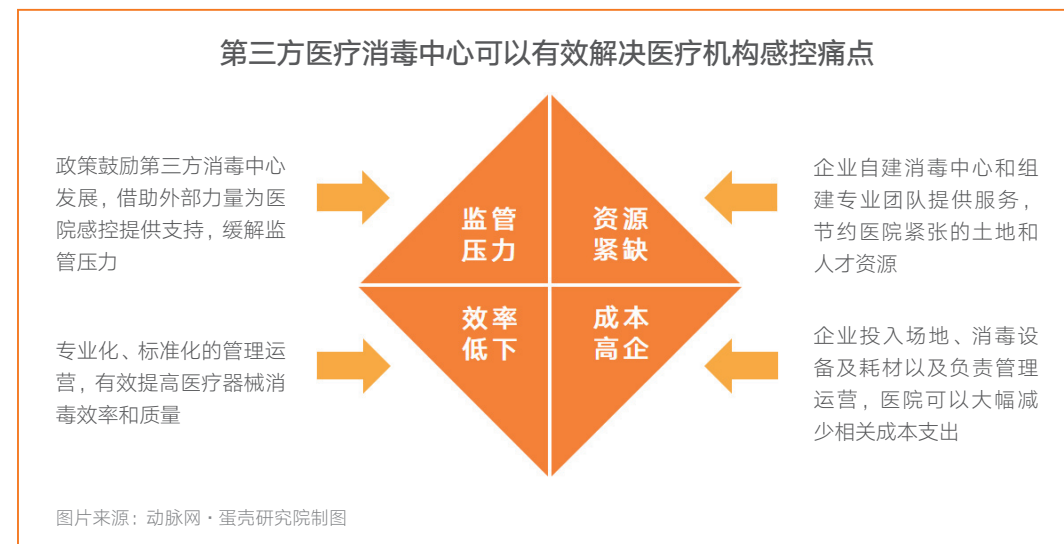 第三方医疗消毒中心可以有效解决医疗机构感控痛点
政策鼓励第三方消毒中心
发展，借助外部力量为医
院感控提供支持，缓解监
管压力
监管
压力
资源
紧缺
企业自建消毒中心和组
建专业团队提供服务，
节约医院紧张的土地和
人才资源
专业化、标准化的管理运
营，有效提高医疗器械消
毒效率和质量
效率
低下
成本
高企
企业投入场地、消毒设
备及耗材以及负责管理
运营，医院可以大幅减
少相关成本支出
图片来源：动脉网·蛋壳研究院制图